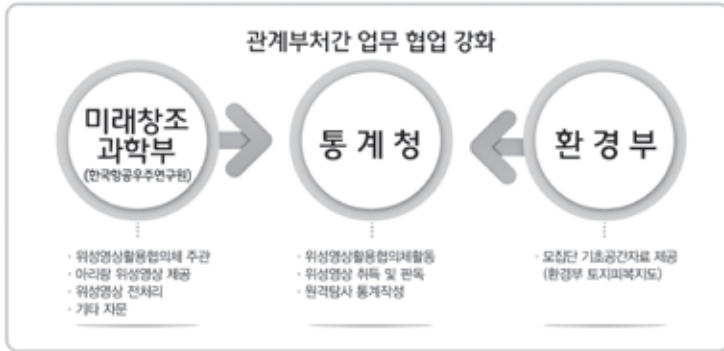 관계부처간 업무 협업 강화
미래창조
과학부
(한국항공우주연구원)
통 계 청
환 경 부
· 위성영상활용협의체 주관
· 아리랑 위성영상 제공
· 위성영상 전처리
· 기타 자문
· 위성영상활용협의체활동
· 위성영상 취득 및 판독
· 원격탐사 통계작성
· 모집단 기초공간자료 제공
(환경부 토지피복지도)